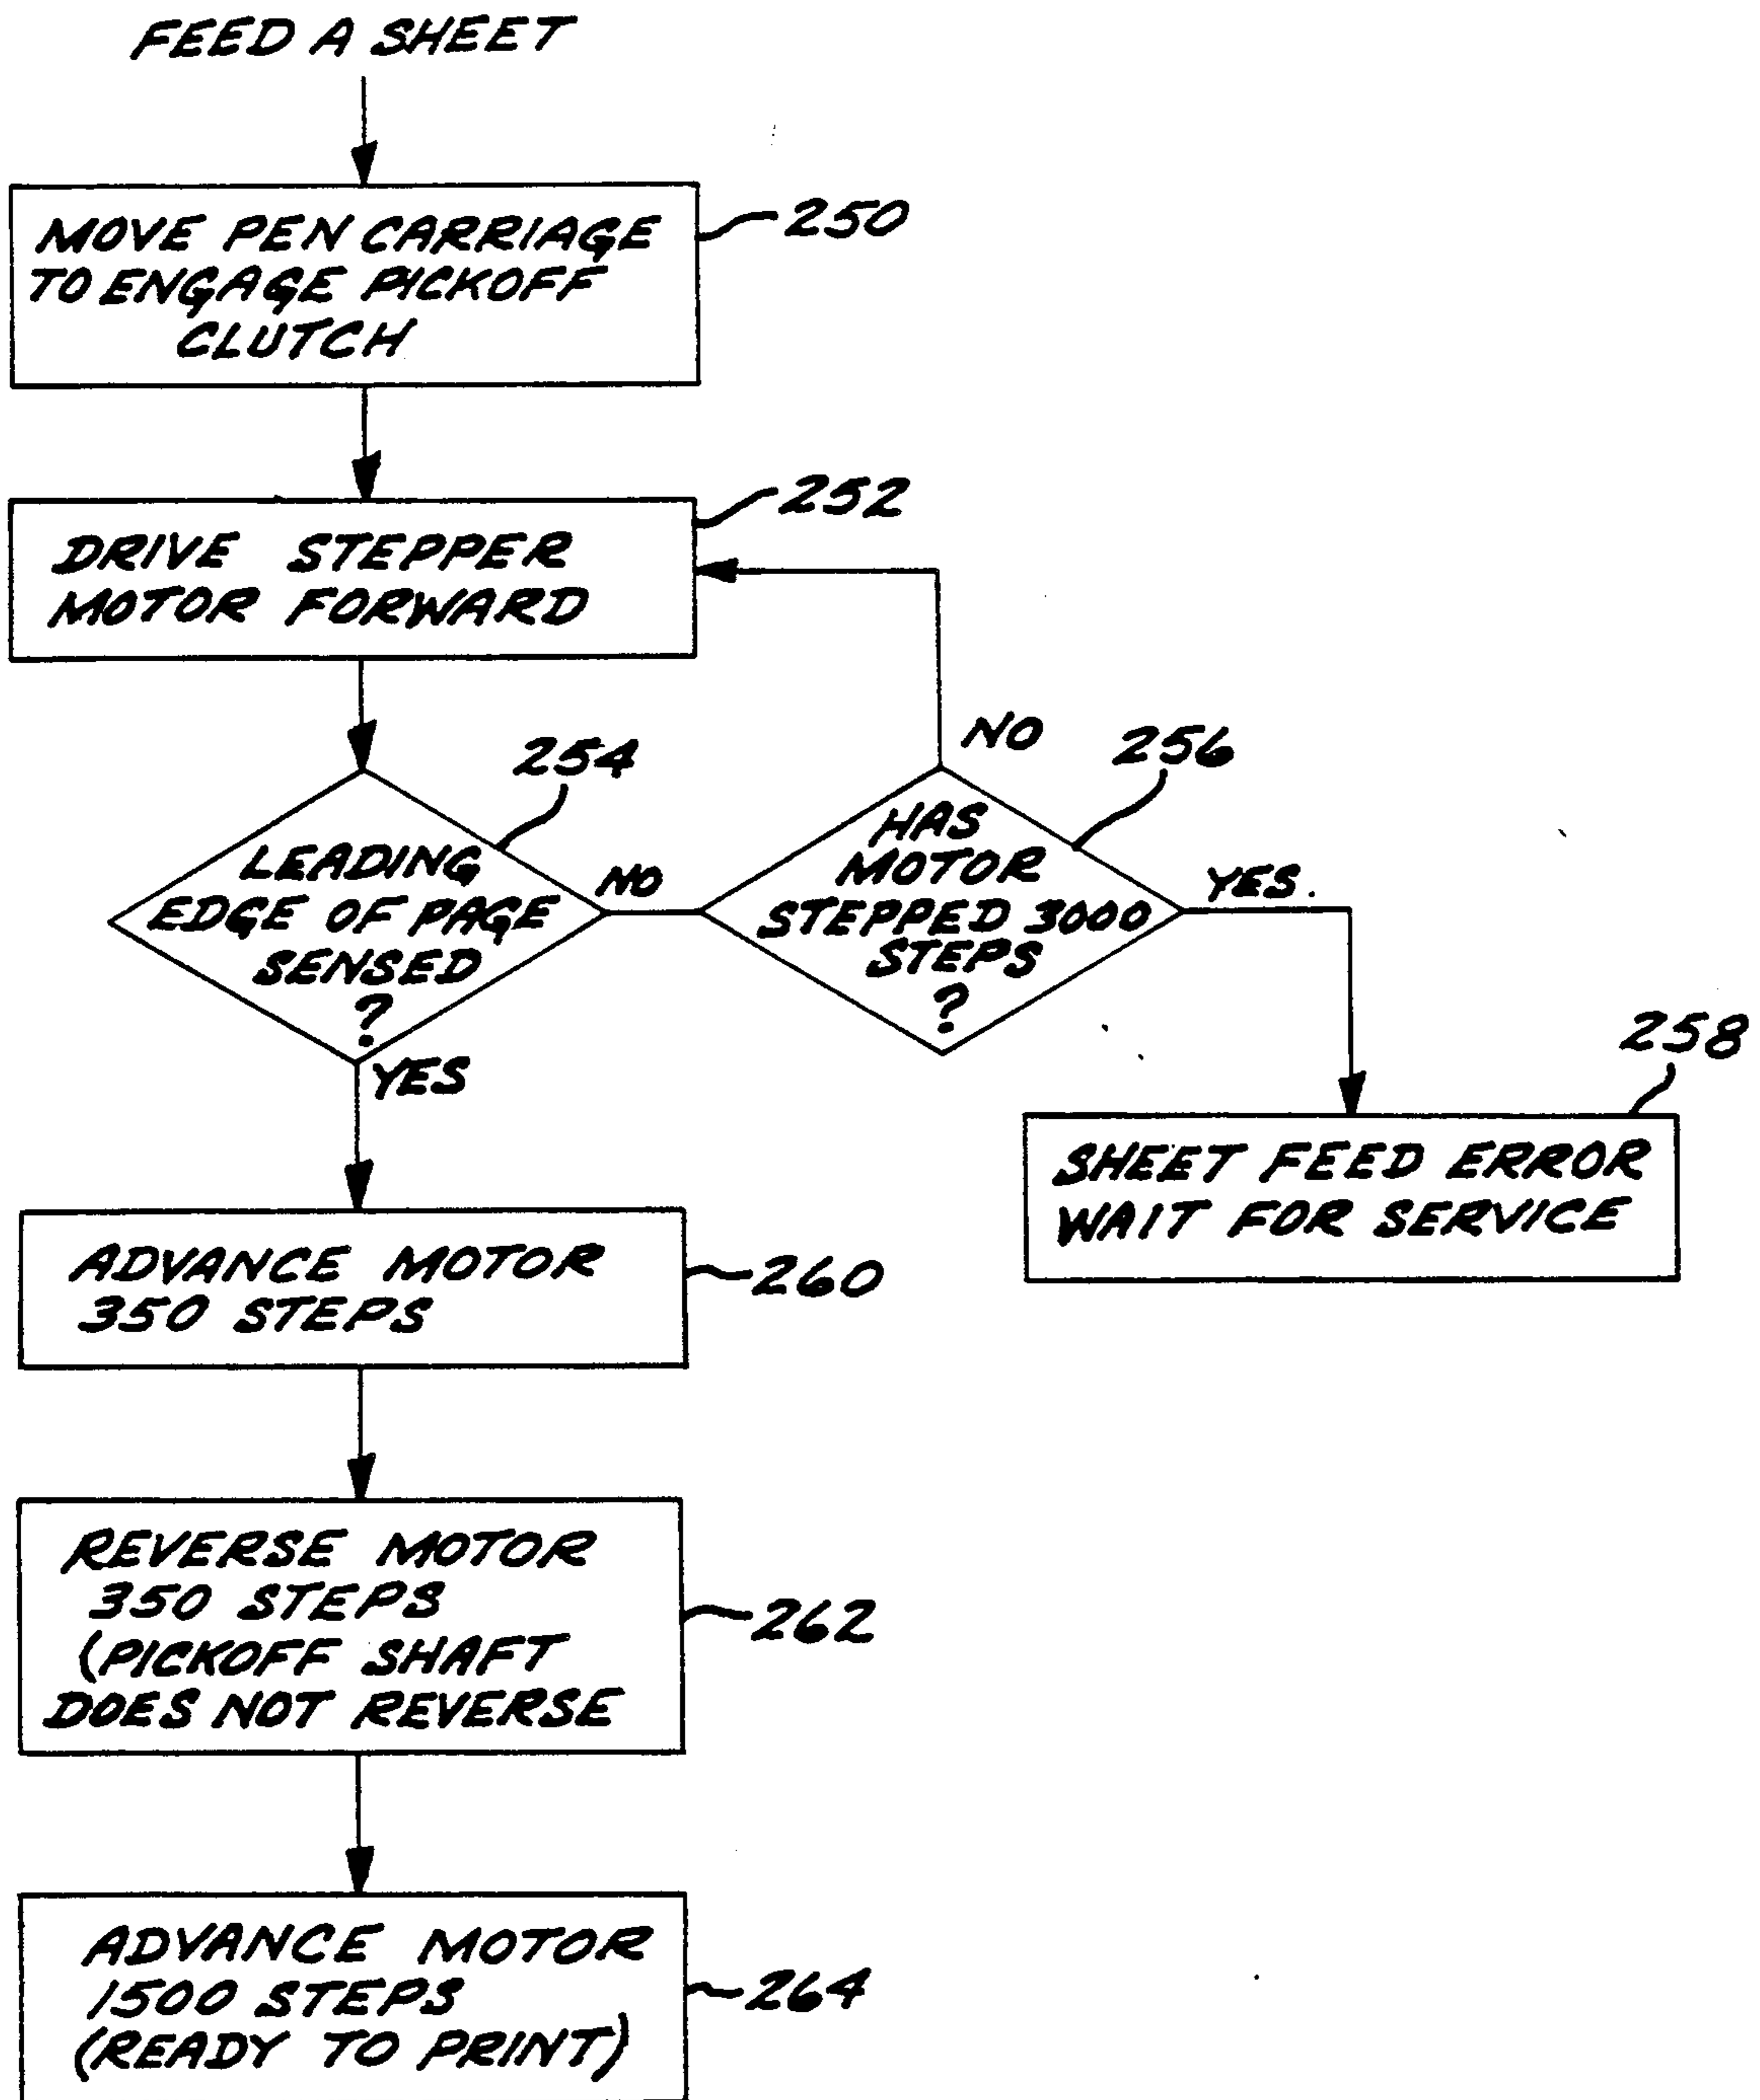 FEED A SHEET
MOVE PEN CARRIAGE
TO ENGAGE PICKOFF
CLUTCH
250
DRIVE STEPPER
MOTOR FORWARD
252
LEADING
EDGE OF PAGE
SENSED
?
254
NO
YES
HAS
MOTOR
STEPPED 3000
STEPS
?
256
NO
YES.
SHEET FEED ERROR
WAIT FOR SERVICE
258
ADVANCE MOTOR
350 STEPS
260
REVERSE MOTOR
350 STEPS
(PICKOFF SHAFT
DOES NOT REVERSE
262
ADVANCE MOTOR
1500 STEPS
(READY TO PRINT)
264